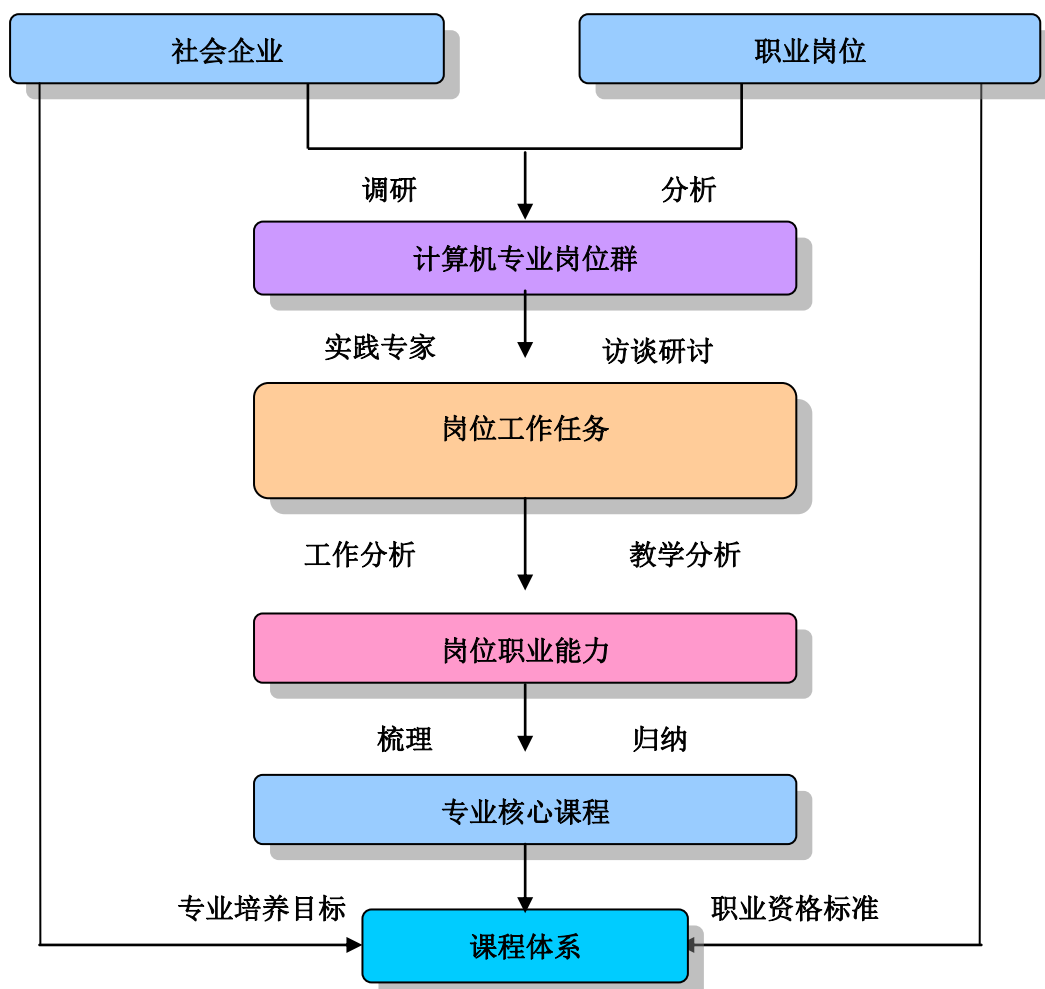 社会企业
职业岗位
调研
分析
计算机专业岗位群
实践专家
访谈研讨
岗位工作任务
工作分析
教学分析
岗位职业能力
梳理
归纳
专业核心课程
专业培养目标
职业资格标准
课程体系